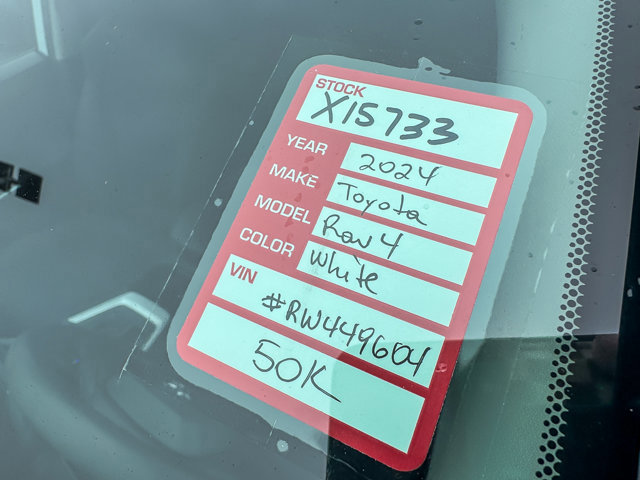 STOCK
X15733
YEAR 2024
MAKE Toyota
MODEL Rav 4
COLOR White
VIN
#RW449604
50K